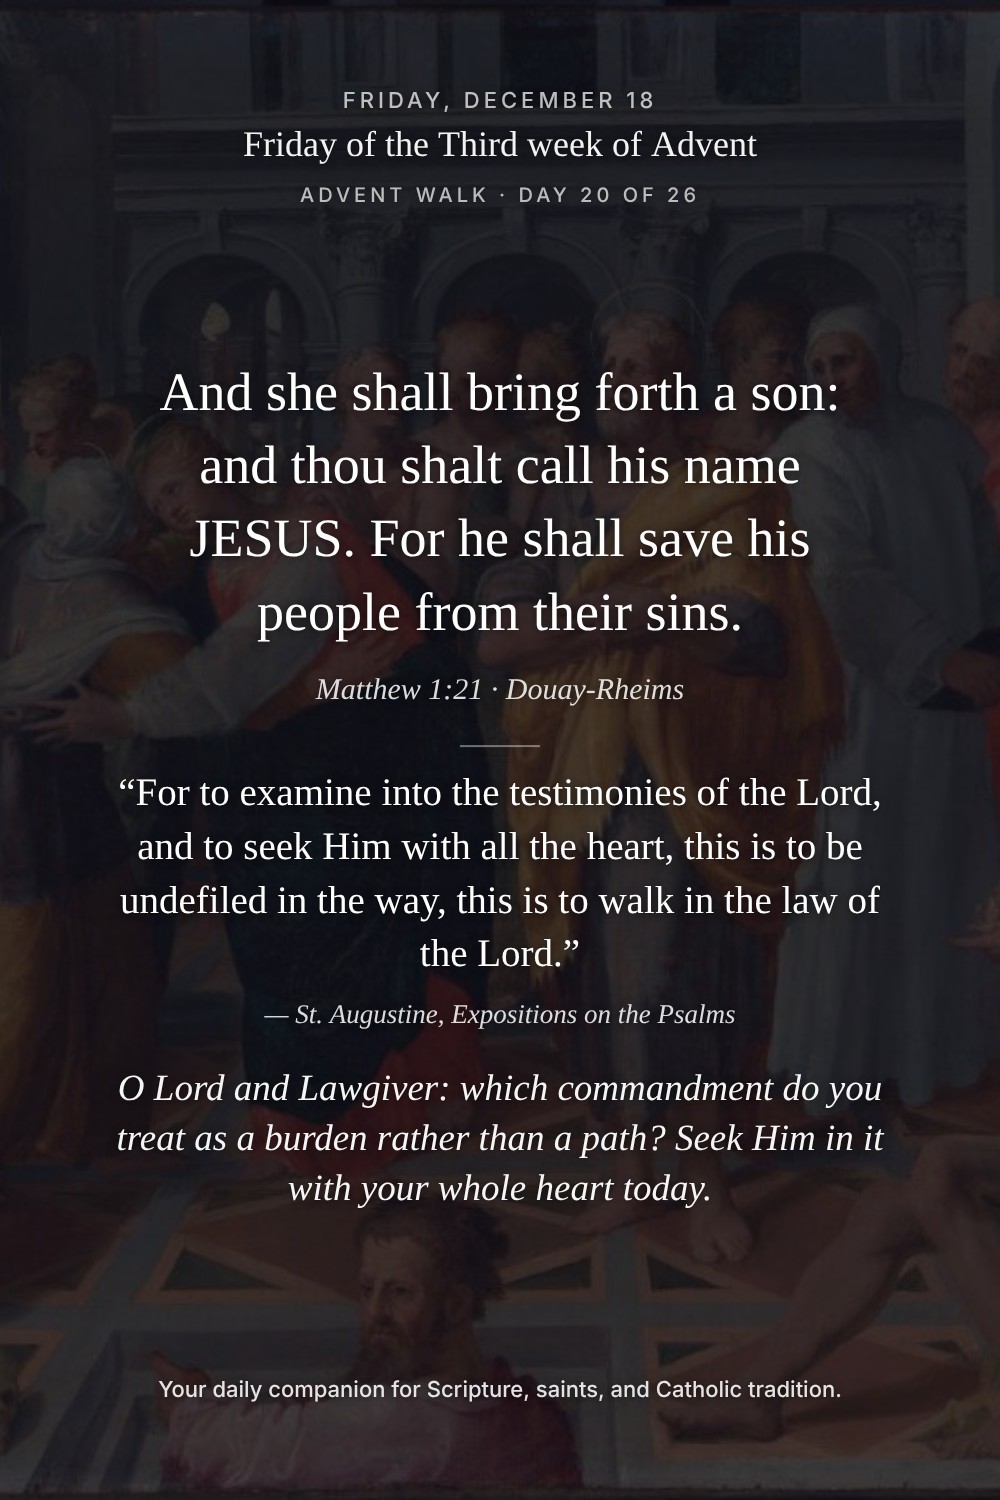 FRIDAY, DECEMBER 18
Friday of the Third week of Advent
ADVENT WALK · DAY 20 OF 26
And she shall bring forth a son:
and thou shalt call his name
JESUS. For he shall save his
people from their sins.
Matthew 1:21 · Douay-Rheims
“For to examine into the testimonies of the Lord,
and to seek Him with all the heart, this is to be
undefiled in the way, this is to walk in the law of
the Lord.”
— St. Augustine, Expositions on the Psalms
O Lord and Lawgiver: which commandment do you
treat as a burden rather than a path? Seek Him in it
with your whole heart today.
Your daily companion for Scripture, saints, and Catholic tradition.